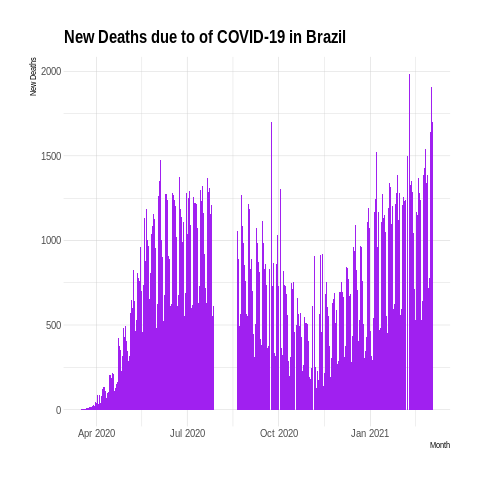 New Deaths due to of COVID-19 in Brazil
New Deaths
2000
1500
1000
500
0
Apr 2020 Jul 2020 Oct 2020 Jan 2021
Month